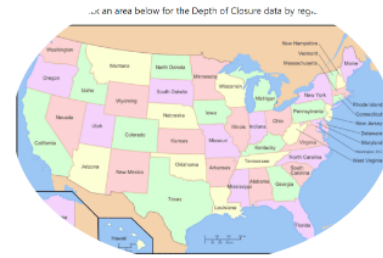 an area below for the Depth of Closure data by
New Hampshire
Vermont
Massachusetts
Maine
Washington
Montana
North Dakota
Minnesota
Oregon
Idaho
Wyoming
South Dakota
Wisconsin
Michigan
New York
Rhode Island
Connecticut
New Jersey
Delaware
Maryland
West Virginia
Nevada
Utah
Colorado
Nebraska
Iowa
Illinois
Indiana
Ohio
Pennsylvania
California
Kansas
Missouri
Kentucky
Virginia
Arizona
New Mexico
Oklahoma
Arkansas
Tennessee
North Carolina
South Carolina
Texas
Louisiana
Mississippi
Alabama
Georgia
Florida
Hawaii